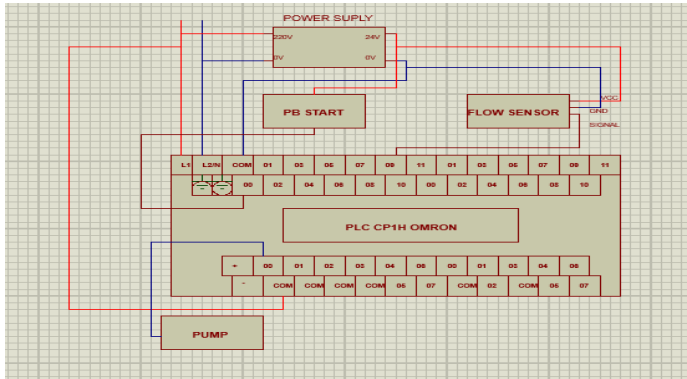 POWER SUPLY
220V 24V
0V 0V
PB START
FLOW SENSOR
VCC
GND
SIGNAL
L1 L2/N COM 01 03 05 07 09 11 01 03 05 07 09 11
00 02 04 06 08 10 00 02 04 06 08 10
PLC CP1H OMRON
+ 00 01 02 03 04 06 00 01 03 04 06
- COM COM COM COM 05 07 COM 02 COM 05 07
PUMP